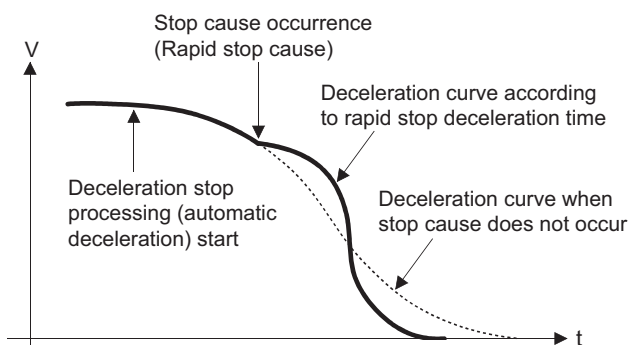 Stop cause occurrence
(Rapid stop cause)
V
Deceleration curve according
to rapid stop deceleration time
Deceleration stop
processing (automatic
deceleration) start
Deceleration curve when
stop cause does not occur
t